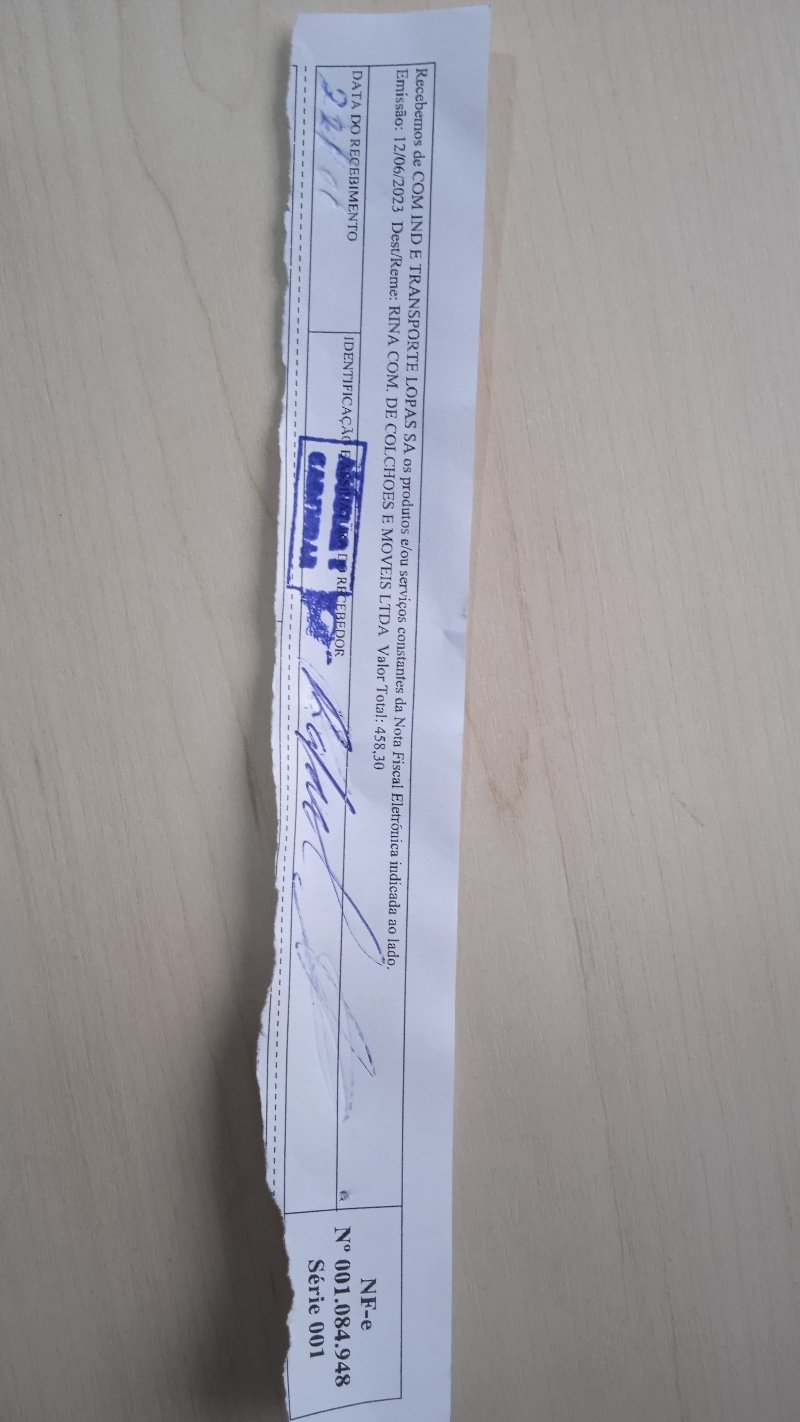 Recebemos de COM IND E TRANSPORTE LOPAS SA os produtos e/ou serviços constantes da Nota Fiscal Eletrônica indicada ao lado.
Emissão: 12/06/2023 Dest/Reme: RINA COM. DE COLCHOES E MOVEIS LTDA Valor Total: 458,30
DATA DO RECEBIMENTO
IDENTIFICAÇÃO E DO RECEBEDOR
NF-e
Nº 001.084.948
Série 001